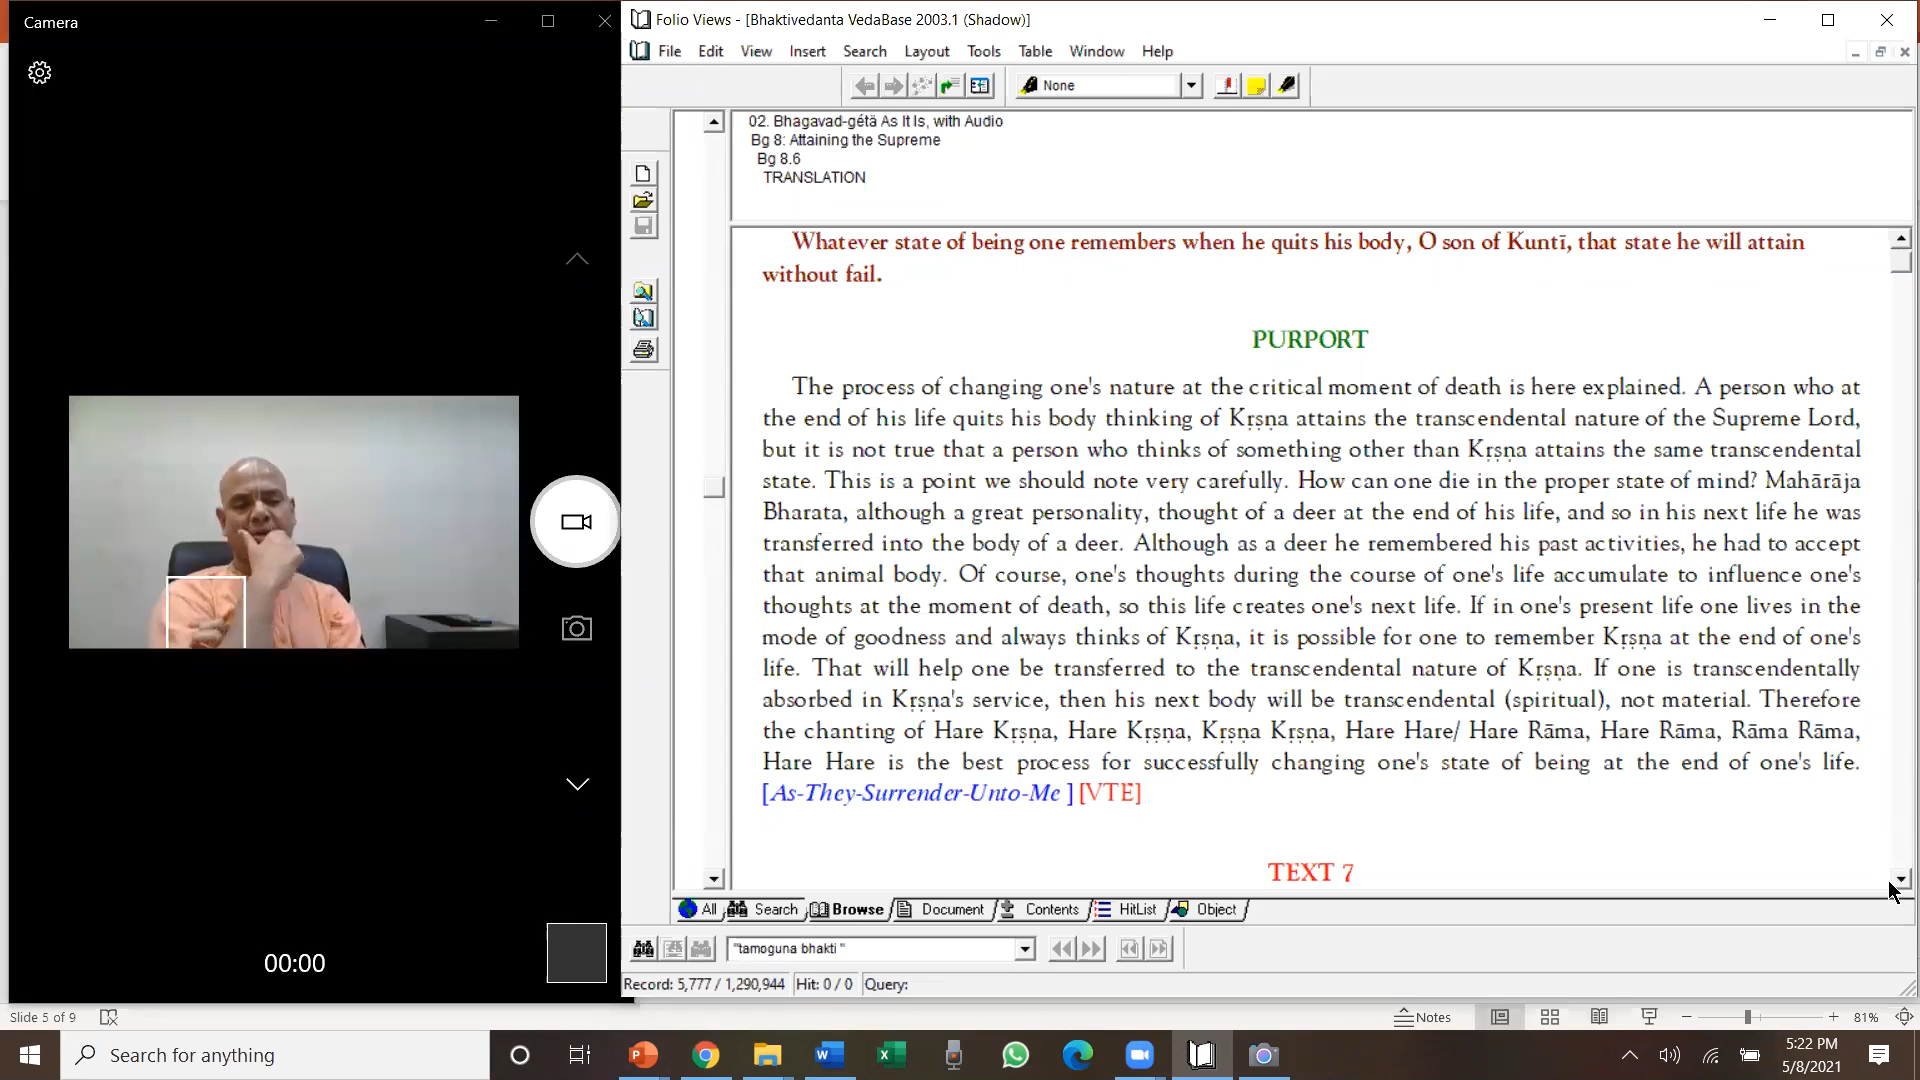 Camera
Folio Views - [Bhaktivedanta VedaBase 2003.1 (Shadow)]
File Edit View Insert Search Layout Tools Table Window Help
None
02. Bhagavad-gétä As It Is, with Audio
Bg 8: Attaining the Supreme
Bg 8.6
TRANSLATION
Whatever state of being one remembers when he quits his body, O son of Kuntī, that state he will attain
without fail.
PURPORT
The process of changing one's nature at the critical moment of death is here explained. A person who at
the end of his life quits his body thinking of Kṛṣṇa attains the transcendental nature of the Supreme Lord,
but it is not true that a person who thinks of something other than Kṛṣṇa attains the same transcendental
state. This is a point we should note very carefully. How can one die in the proper state of mind? Mahārāja
Bharata, although a great personality, thought of a deer at the end of his life, and so in his next life he was
transferred into the body of a deer. Although as a deer he remembered his past activities, he had to accept
that animal body. Of course, one's thoughts during the course of one's life accumulate to influence one's
thoughts at the moment of death, so this life creates one's next life. If in one's present life one lives in the
mode of goodness and always thinks of Kṛṣṇa, it is possible for one to remember Kṛṣṇa at the end of one's
life. That will help one be transferred to the transcendental nature of Kṛṣṇa. If one is transcendentally
absorbed in Kṛṣṇa's service, then his next body will be transcendental (spiritual), not material. Therefore
the chanting of Hare Kṛṣṇa, Hare Kṛṣṇa, Kṛṣṇa Kṛṣṇa, Hare Hare/ Hare Rāma, Hare Rāma, Rāma Rāma,
Hare Hare is the best process for successfully changing one's state of being at the end of one's life.
[As-They-Surrender-Unto-Me ] [VTE]
TEXT 7
All Search Browse Document Contents HitList Object
"tamoguna bhakti "
00:00
Record: 5,777 / 1,290,944 Hit: 0 / 0 Query:
Slide 5 of 9
Notes
81%
Search for anything
5:22 PM
5/8/2021